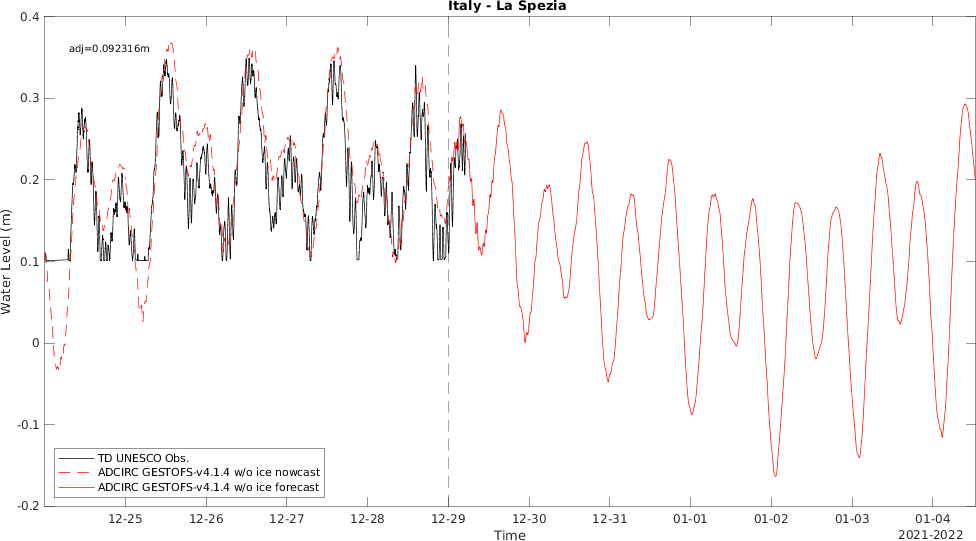 Italy - La Spezia
adj=0.092316m
0.4
0.3
0.2
0.1
0
-0.1
-0.2
Water Level (m)
TD UNESCO Obs.
ADCIRC GESTOFS-v4.1.4 w/o ice nowcast
ADCIRC GESTOFS-v4.1.4 w/o ice forecast
12-25 12-26 12-27 12-28 12-29 12-30 12-31 01-01 01-02 01-03 01-04
Time
2021-2022